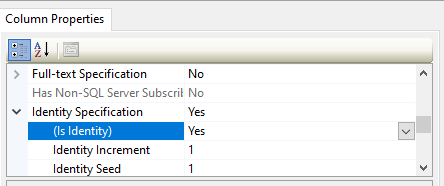 Column Properties
Full-text Specification No
Has Non-SQL Server Subscrib No
Identity Specification Yes
(Is Identity) Yes
Identity Increment 1
Identity Seed 1